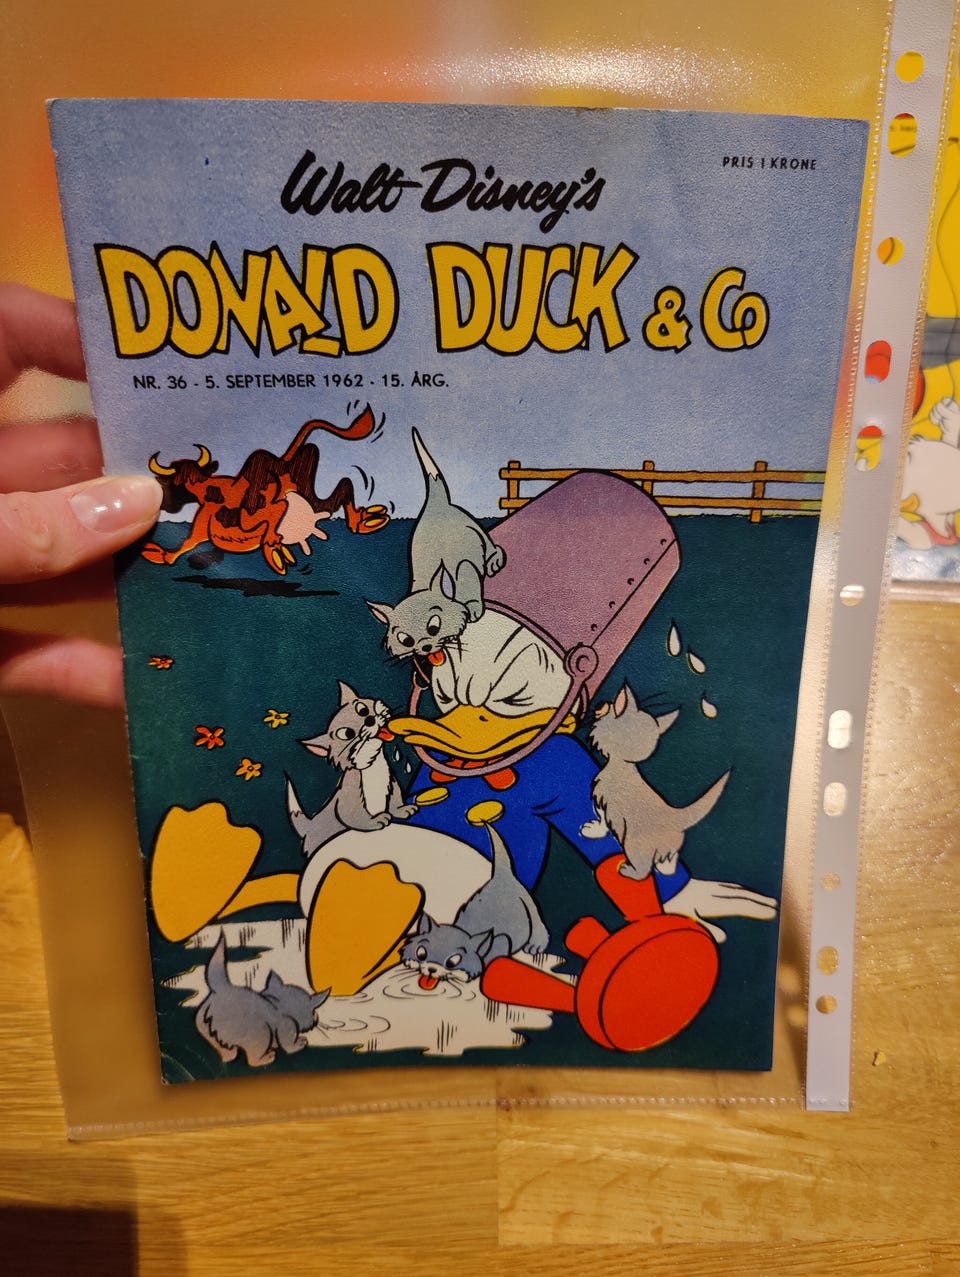 PRIS 1 KRONE
Walt Disney's
DONALD DUCK & Co
NR. 36 - 5. SEPTEMBER 1962 - 15. ÅRG.